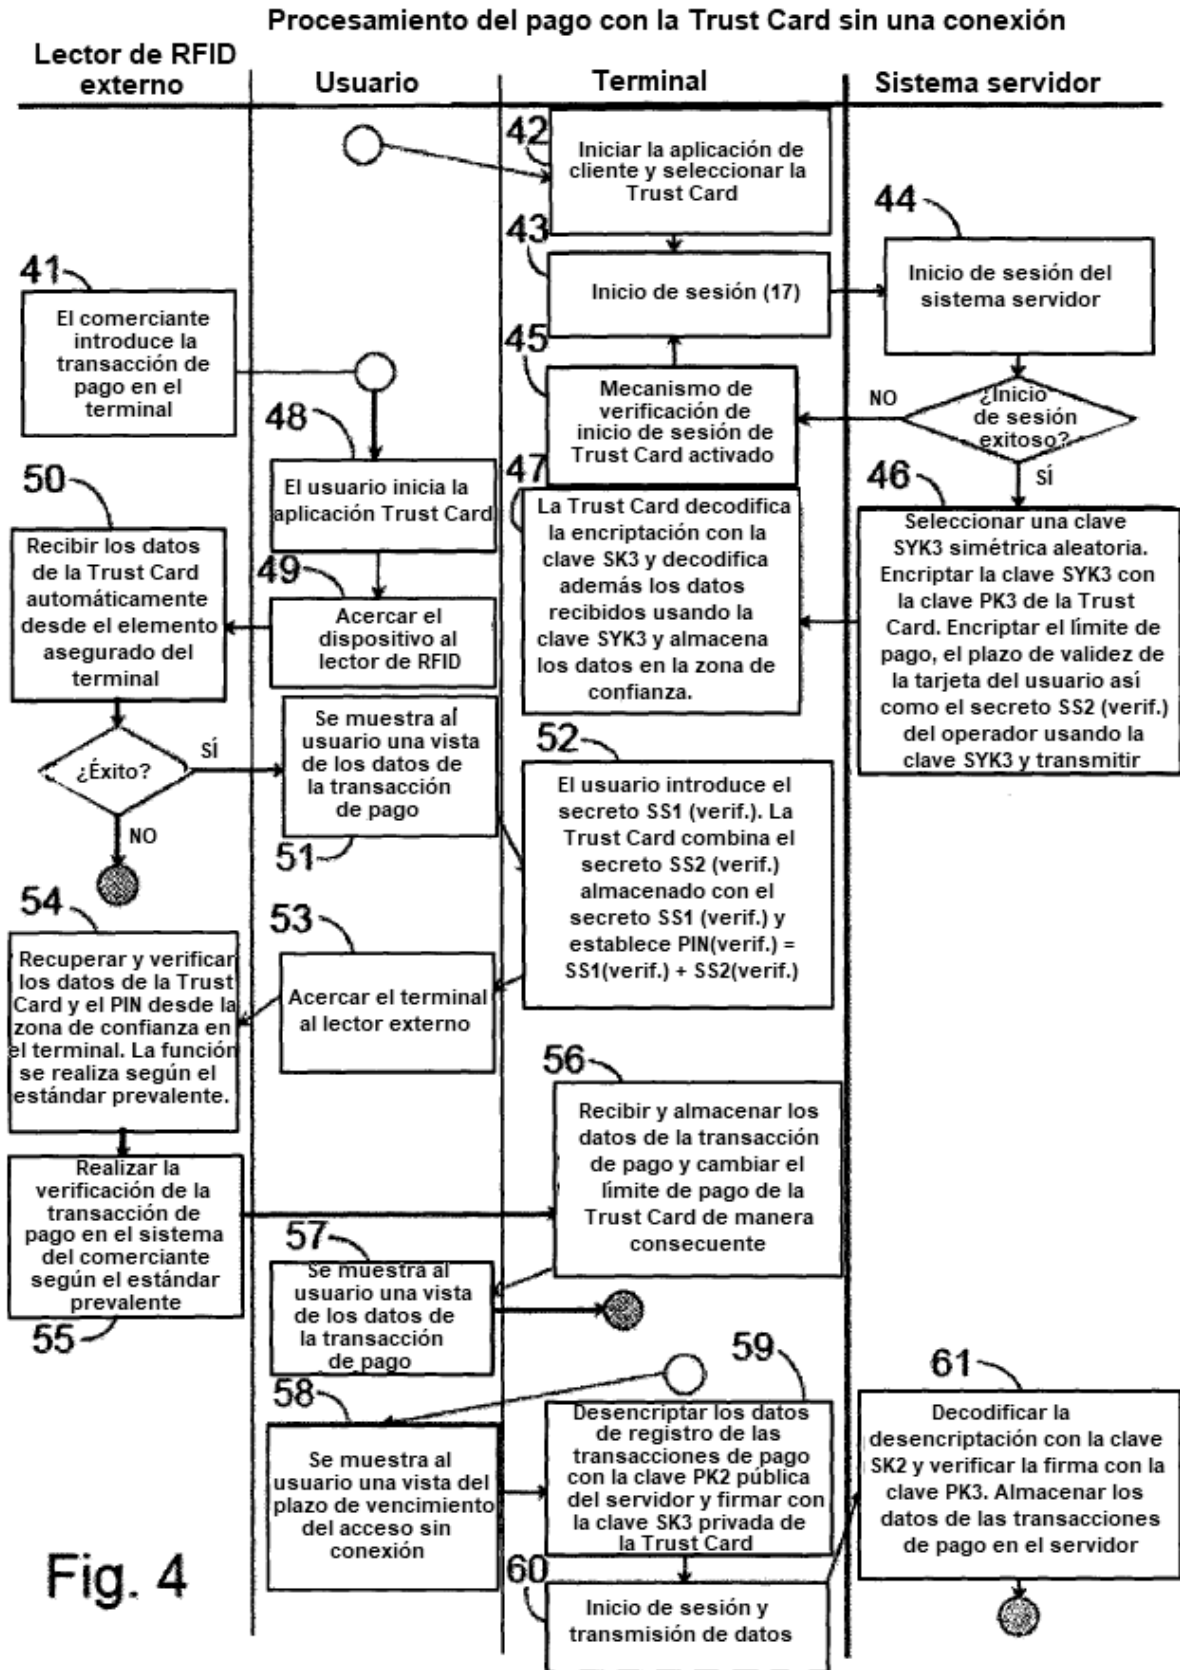 Procesamiento del pago con la Trust Card sin una conexión
Lector de RFID
externo
Usuario
Terminal
Sistema servidor
42
Iniciar la aplicación de
cliente y seleccionar la
Trust Card
43
Inicio de sesión (17)
44
Inicio de sesión del
sistema servidor
41
El comerciante
introduce la
transacción de
pago en el
terminal
45
Mecanismo de
verificación de
inicio de sesión de
Trust Card activado
NO
¿Inicio
de sesión
exitoso?
SÍ
48
El usuario inicia la
aplicación Trust Card
47
La Trust Card decodifica
la encriptación con la
clave SK3 y decodifica
además los datos
recibidos usando la
clave SYK3 y almacena
los datos en la zona de
confianza.
46
Seleccionar una clave
SYK3 simétrica aleatoria.
Encriptar la clave SYK3 con
la clave PK3 de la Trust
Card. Encriptar el límite de
pago, el plazo de validez de
la tarjeta del usuario así
como el secreto SS2 (verif.)
del operador usando la
clave SYK3 y transmitir
50
Recibir los datos
de la Trust Card
automáticamente
desde el elemento
asegurado del
terminal
49
Acercar el
dispositivo al
lector de RFID
¿Éxito?
SÍ
NO
Se muestra al
usuario una vista
de los datos de
la transacción
de pago
51
52
El usuario introduce el
secreto SS1 (verif.). La
Trust Card combina el
secreto SS2 (verif.)
almacenado con el
secreto SS1 (verif.) y
establece PIN(verif.) =
SS1(verif.) + SS2(verif.)
54
Recuperar y verificar
los datos de la Trust
Card y el PIN desde la
zona de confianza en
el terminal. La función
se realiza según el
estándar prevalente.
53
Acercar el terminal
al lector externo
56
Recibir y almacenar los
datos de la transacción
de pago y cambiar el
límite de pago de la
Trust Card de manera
consecuente
Realizar la
verificación de la
transacción de
pago en el sistema
del comerciante
según el estándar
prevalente
55
57
Se muestra al
usuario una vista
de los datos de
la transacción
de pago
58
Se muestra al
usuario una vista del
plazo de vencimiento
del acceso sin
conexión
59
Desencriptar los datos
de registro de las
transacciones de pago
con la clave PK2 pública
del servidor y firmar con
la clave SK3 privada de
la Trust Card
61
Decodificar la
desencriptación con la clave
SK2 y verificar la firma con la
clave PK3. Almacenar los
datos de las transacciones
de pago en el servidor
60
Inicio de sesión y
transmisión de datos
Fig. 4